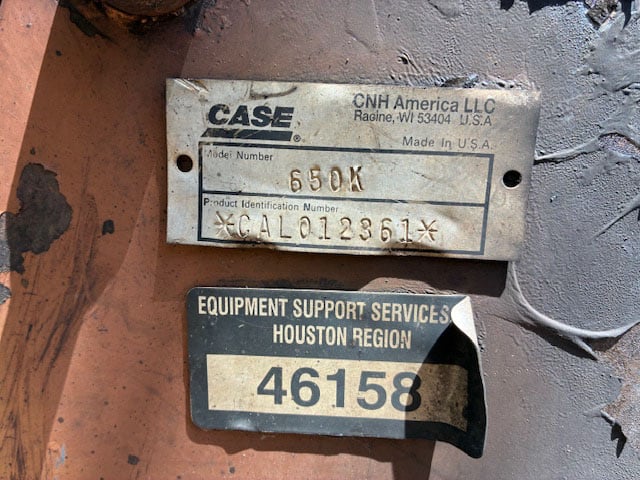 CASE®
CNH America LLC
Racine, WI 53404 U.S.A
Made in U.S.A.
Model Number
650K
Product Identification Number
*CAL012361*
EQUIPMENT SUPPORT SERVICES
HOUSTON REGION
46158